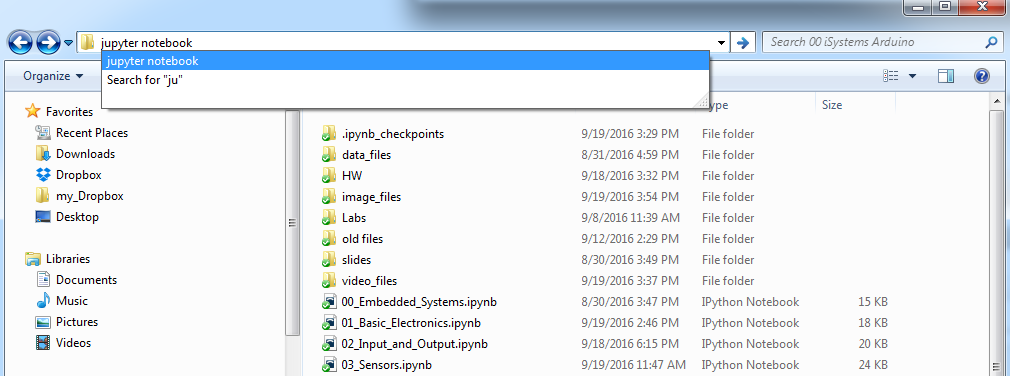 jupyter notebook
Search 00 iSystems Arduino
jupyter notebook
Search for "ju"
Organize
Type Size
Favorites
Recent Places
Downloads
Dropbox
my_Dropbox
Desktop
Libraries
Documents
Music
Pictures
Videos
.ipynb_checkpoints 9/19/2016 3:29 PM File folder
data_files 8/31/2016 4:59 PM File folder
HW 9/18/2016 3:32 PM File folder
image_files 9/19/2016 3:54 PM File folder
Labs 9/8/2016 11:39 AM File folder
old files 9/12/2016 2:29 PM File folder
slides 8/30/2016 3:49 PM File folder
video_files 9/19/2016 3:37 PM File folder
00_Embedded_Systems.ipynb 8/30/2016 3:47 PM IPython Notebook 15 KB
01_Basic_Electronics.ipynb 9/19/2016 2:46 PM IPython Notebook 18 KB
02_Input_and_Output.ipynb 9/18/2016 6:15 PM IPython Notebook 20 KB
03_Sensors.ipynb 9/19/2016 11:47 AM IPython Notebook 24 KB